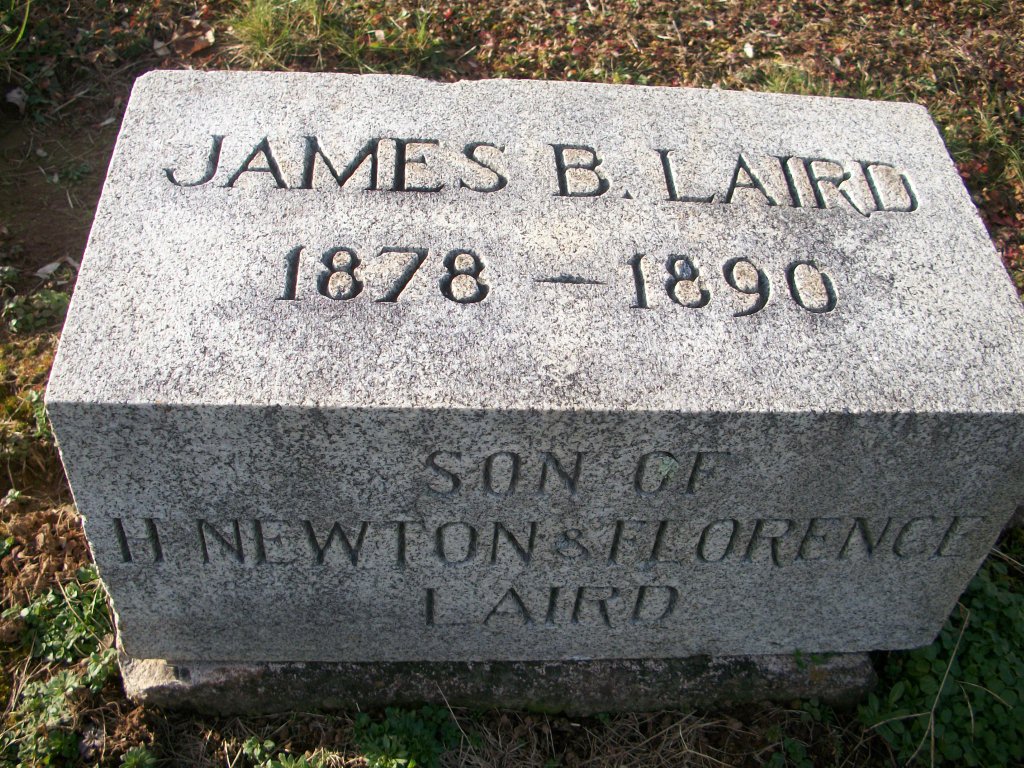 JAMES B. LAIRD
1878 – 1890
SON OF
H. NEWTON & FLORENCE
LAIRD